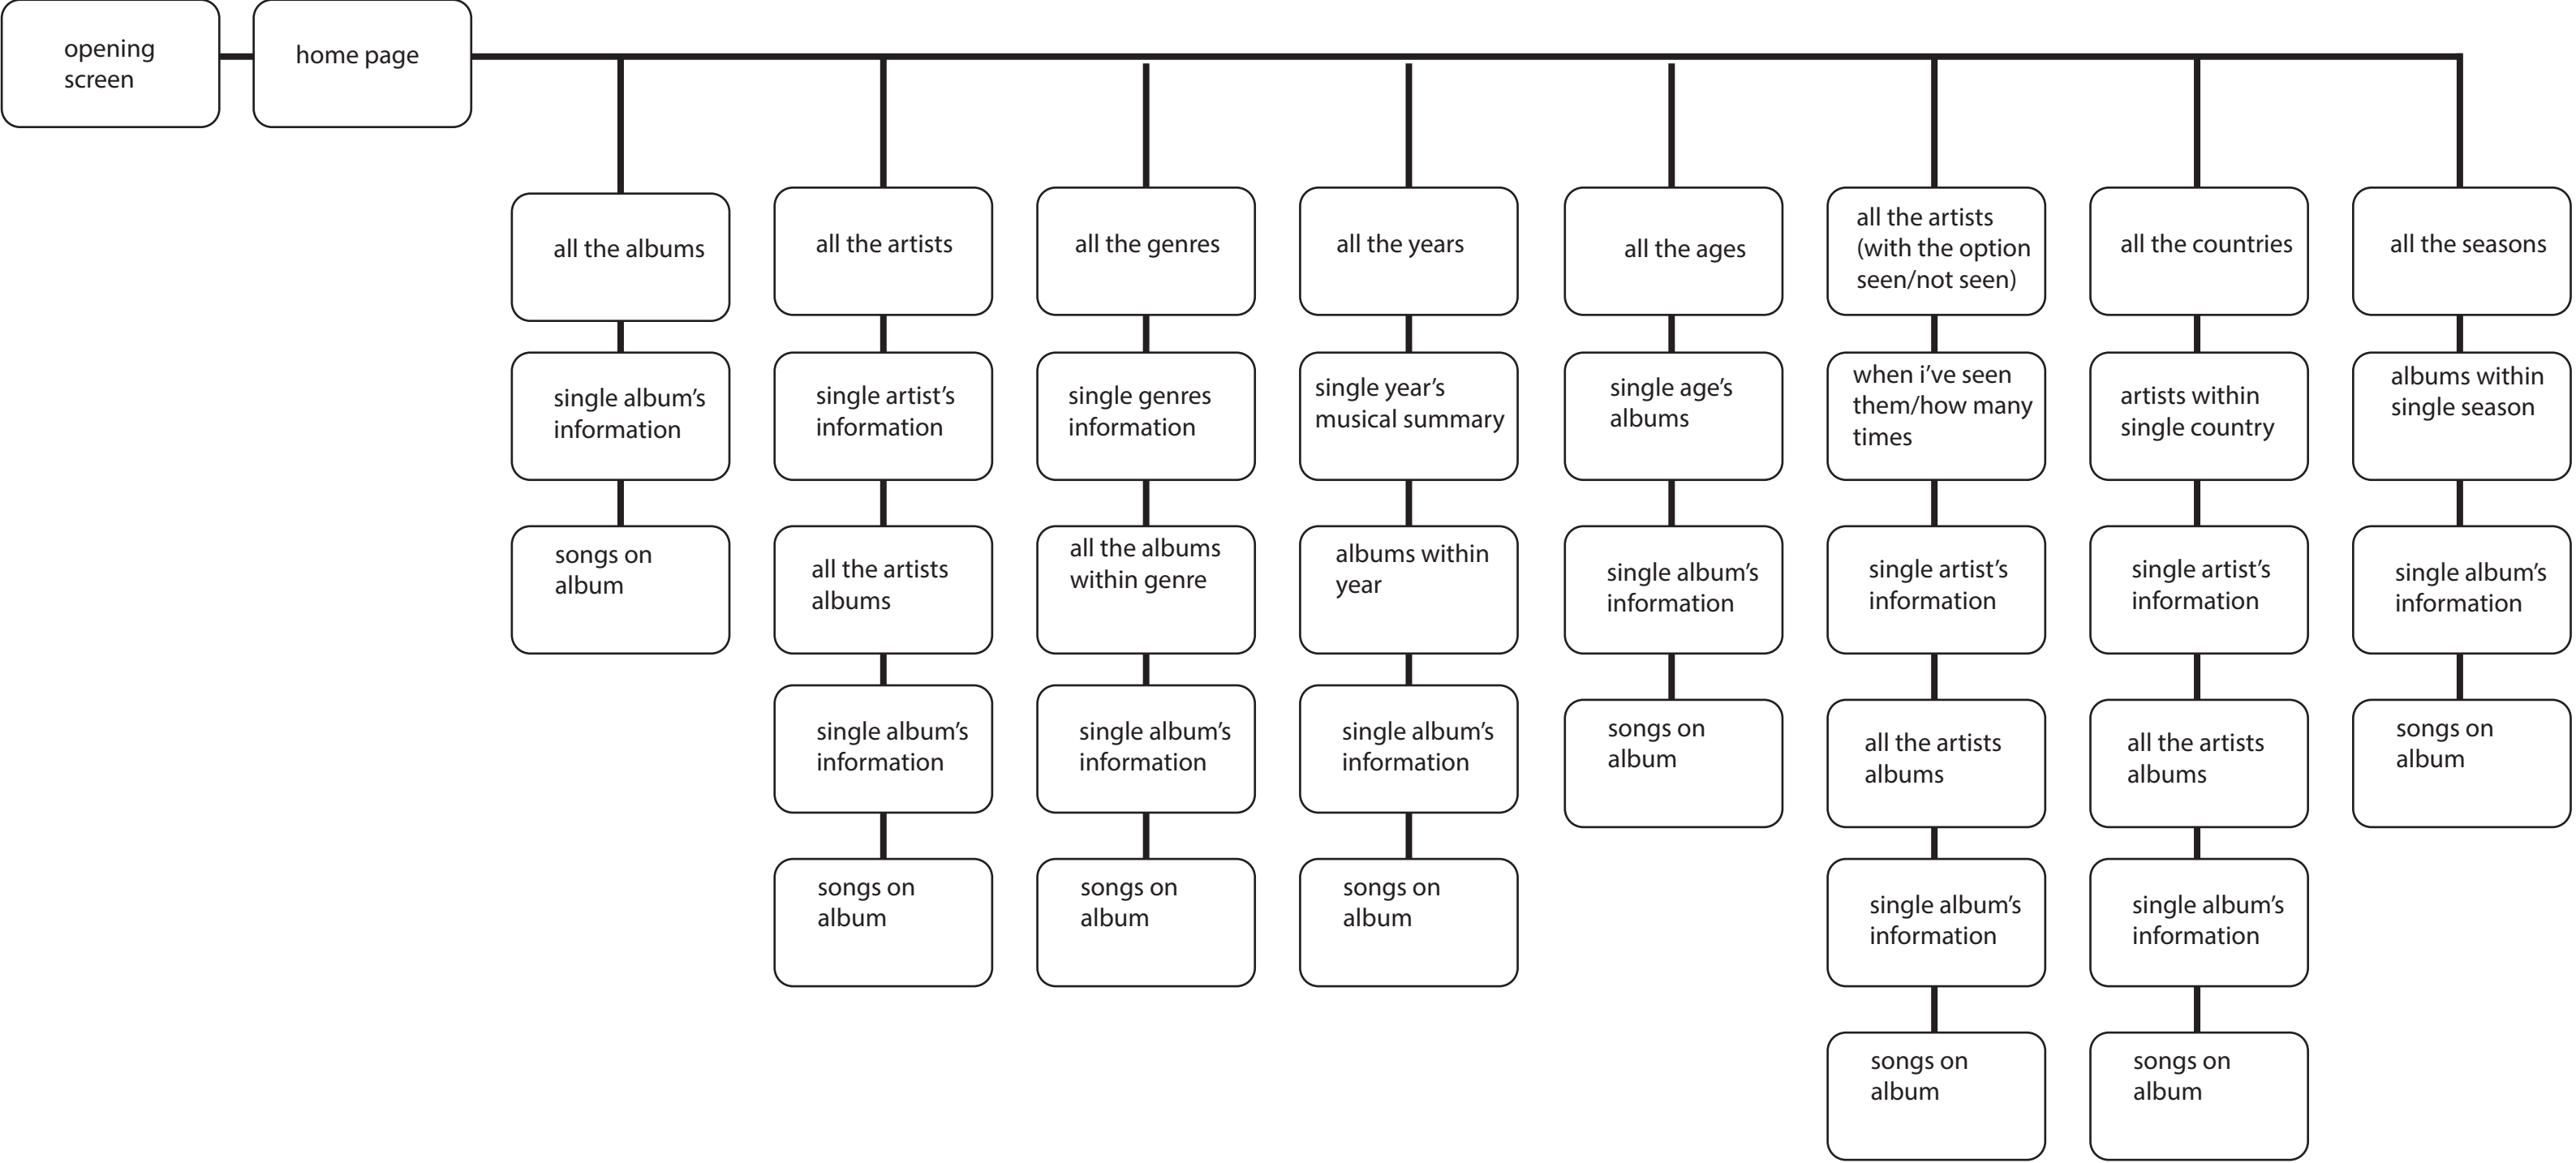 opening
screen
home page
all the albums
single album’s
information
songs on
album
all the artists
single artist’s
information
all the artists
albums
single album’s
information
songs on
album
all the genres
single genres
information
all the albums
within genre
single album’s
information
songs on
album
all the years
single year’s
musical summary
albums within
year
single album’s
information
songs on
album
all the ages
single age’s
albums
single album’s
information
songs on
album
all the artists
(with the option
seen/not seen)
when i’ve seen
them/how many
times
single artist’s
information
all the artists
albums
single album’s
information
songs on
album
all the countries
artists within
single country
single artist’s
information
all the artists
albums
single album’s
information
songs on
album
all the seasons
albums within
single season
single album’s
information
songs on
album